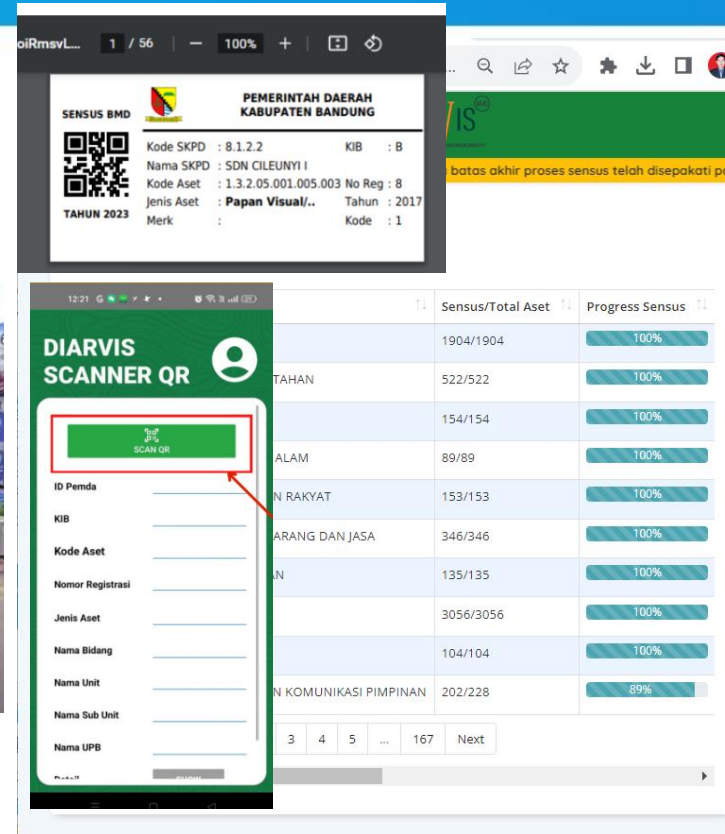 oiRmsvL... 1 / 56 | − 100% + |
SENSUS BMD
TAHUN 2023
PEMERINTAH DAERAH
KABUPATEN BANDUNG
Kode SKPD : 8.1.2.2 KIB : B
Nama SKPD : SDN CILEUNYI I
Kode Aset : 1.3.2.05.001.005.003 No Reg : 8
Jenis Aset : Papan Visual/.. Tahun : 2017
Merk : Kode : 1
...
IS
batas akhir proses sensus telah disepakati pa
12:21
DIARVIS
SCANNER QR
SCAN QR
ID Pemda
KIB
Kode Aset
Nomor Registrasi
Jenis Aset
Nama Bidang
Nama Unit
Nama Sub Unit
Nama UPB
Sensus/Total Aset Progress Sensus
1904/1904 100%
TAHAN 522/522 100%
154/154 100%
ALAM 89/89 100%
N RAKYAT 153/153 100%
ARANG DAN JASA 346/346 100%
AN 135/135 100%
3056/3056 100%
104/104 100%
N KOMUNIKASI PIMPINAN 202/228 89%
3 4 5 ... 167 Next